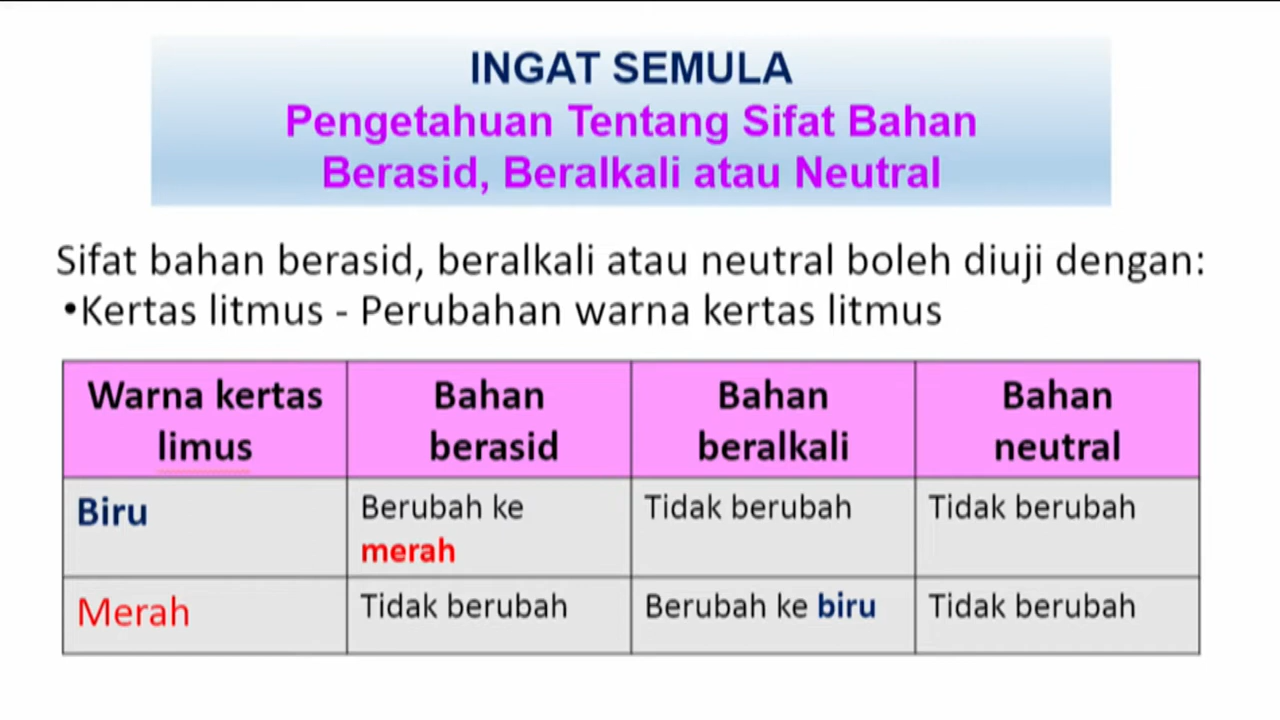 INGAT SEMULA
Pengetahuan Tentang Sifat Bahan
Berasid, Beralkali atau Neutral
Sifat bahan berasid, beralkali atau neutral boleh diuji dengan:
•Kertas litmus - Perubahan warna kertas litmus
Warna kertas
limus
Bahan
berasid
Bahan
beralkali
Bahan
neutral
Biru
Berubah ke
merah
Tidak berubah
Tidak berubah
Merah
Tidak berubah
Berubah ke biru
Tidak berubah